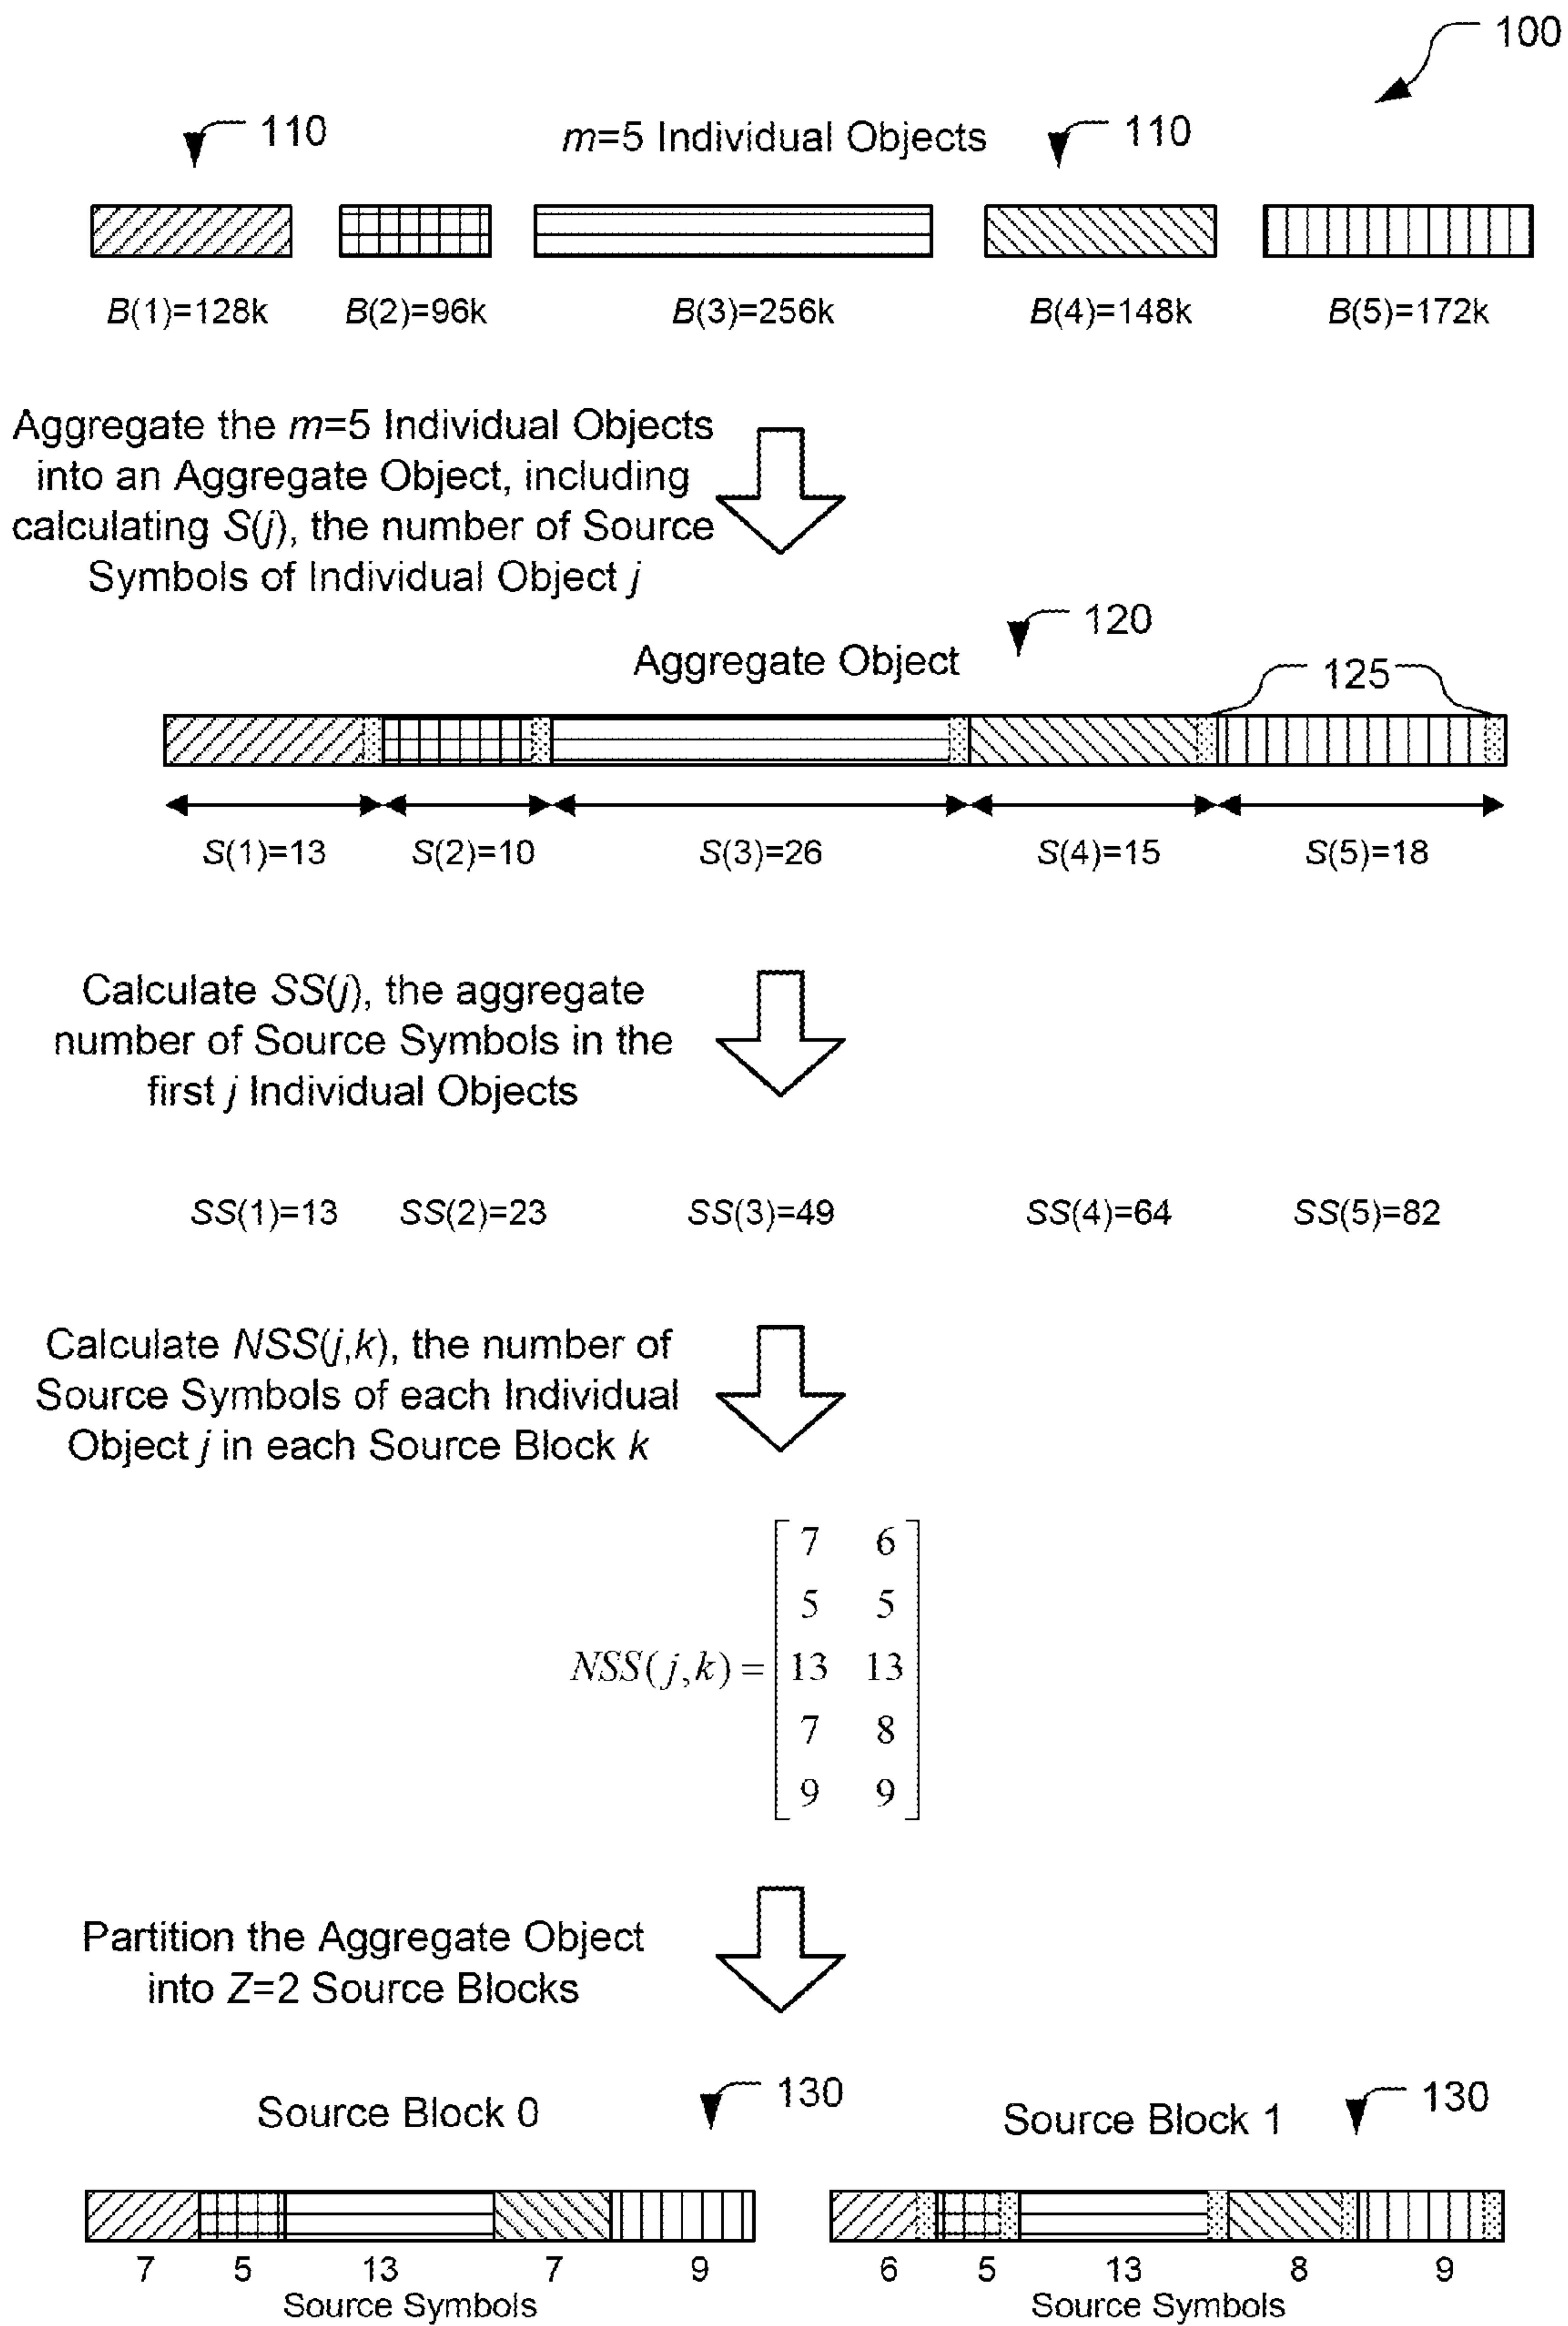 100
110
m=5 Individual Objects
110
B(1)=128k
B(2)=96k
B(3)=256k
B(4)=148k
B(5)=172k
Aggregate the m=5 Individual Objects
into an Aggregate Object, including
calculating S(j), the number of Source
Symbols of Individual Object j
120
Aggregate Object
125
S(1)=13
S(2)=10
S(3)=26
S(4)=15
S(5)=18
Calculate SS(j), the aggregate
number of Source Symbols in the
first j Individual Objects
SS(1)=13
SS(2)=23
SS(3)=49
SS(4)=64
SS(5)=82
Calculate NSS(j,k), the number of
Source Symbols of each Individual
Object j in each Source Block k
7 6
5 5
NSS(j,k)= 13 13
7 8
9 9
Partition the Aggregate Object
into Z=2 Source Blocks
Source Block 0
130
Source Block 1
130
7 5 13 7 9
Source Symbols
6 5 13 8 9
Source Symbols